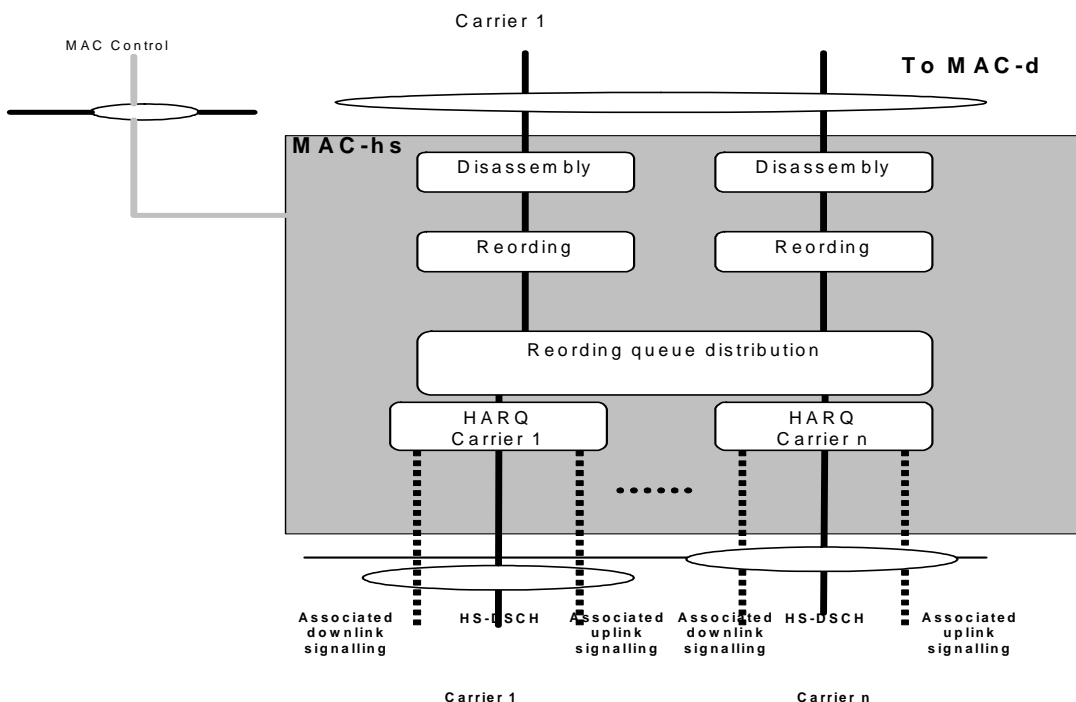 Carrier 1
MAC Control
To MAC-d
MAC-hs
Disassembly
Disassembly
Reording
Reording
Reording queue distribution
HARQ
Carrier 1
HARQ
Carrier n
Associated
downlink
signalling
HS-DSCH
Associated
uplink
signalling
Associated
downlink
signalling
HS-DSCH
Associated
uplink
signalling
Carrier 1
Carrier n